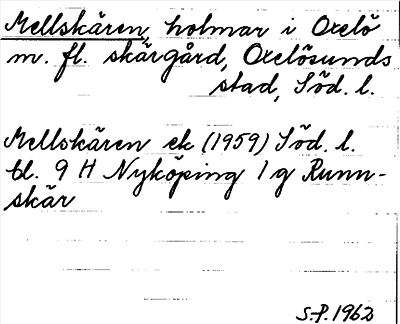 Mellskären, holmar i Oxelö
m. fl. skärgård, Oxelösunds
stad, Söd. l.
Mellskären ek (1959) Söd. l.
bl. 9 H Nyköping 1 g Runn-
skär
S-P. 1962